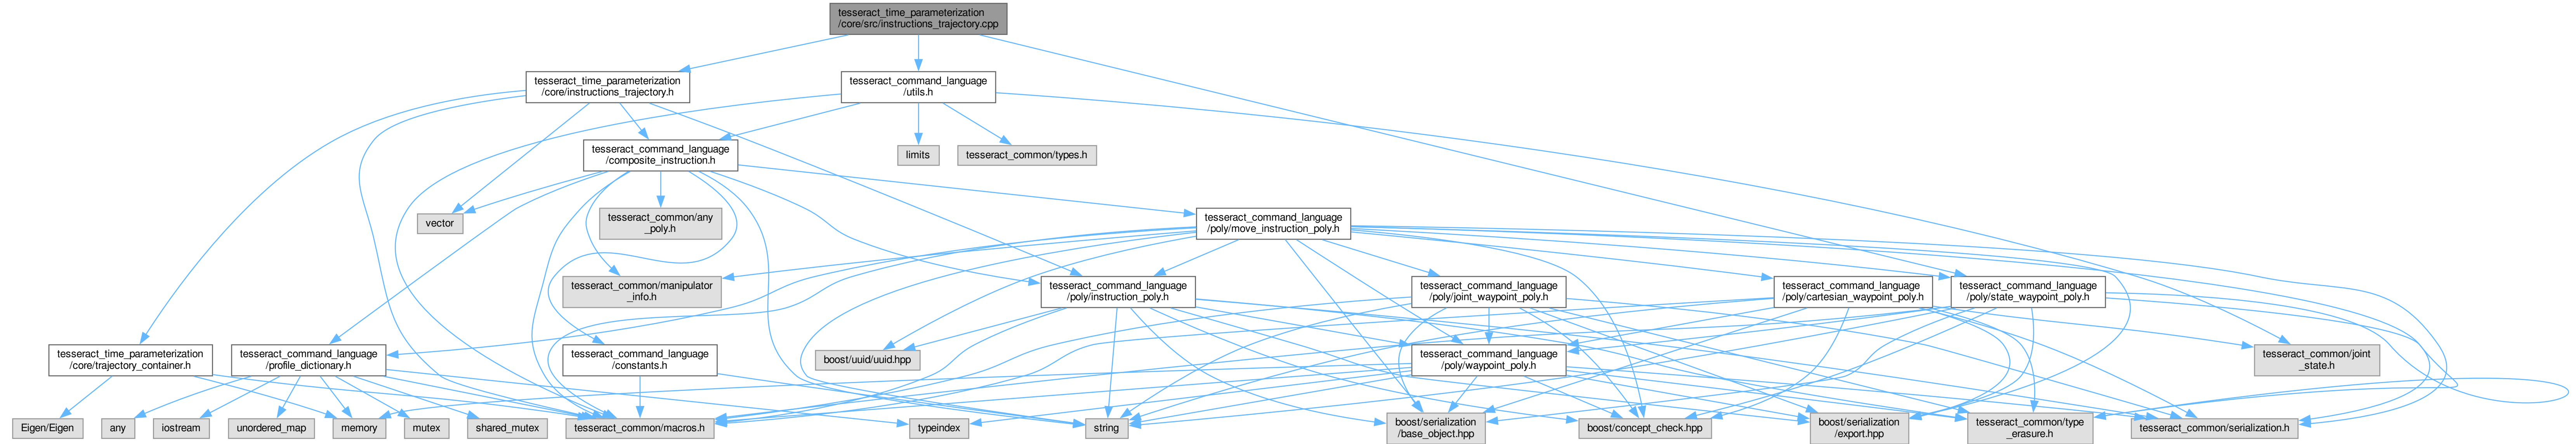 tesseract_time_parameterization
/core/src/instructions_trajectory.cpp
tesseract_time_parameterization
/core/instructions_trajectory.h
tesseract_command_language
/utils.h
tesseract_command_language
/composite_instruction.h
limits
tesseract_common/types.h
vector
tesseract_common/any
_poly.h
tesseract_command_language
/poly/move_instruction_poly.h
tesseract_common/manipulator
_info.h
tesseract_command_language
/poly/instruction_poly.h
tesseract_command_language
/poly/joint_waypoint_poly.h
tesseract_command_language
/poly/cartesian_waypoint_poly.h
tesseract_command_language
/poly/state_waypoint_poly.h
tesseract_time_parameterization
/core/trajectory_container.h
tesseract_command_language
/profile_dictionary.h
tesseract_command_language
/constants.h
boost/uuid/uuid.hpp
tesseract_command_language
/poly/waypoint_poly.h
tesseract_common/joint
_state.h
Eigen/Eigen
any
iostream
unordered_map
memory
mutex
shared_mutex
tesseract_common/macros.h
typeindex
string
boost/serialization
/base_object.hpp
boost/concept_check.hpp
boost/serialization
/export.hpp
tesseract_common/type
_erasure.h
tesseract_common/serialization.h